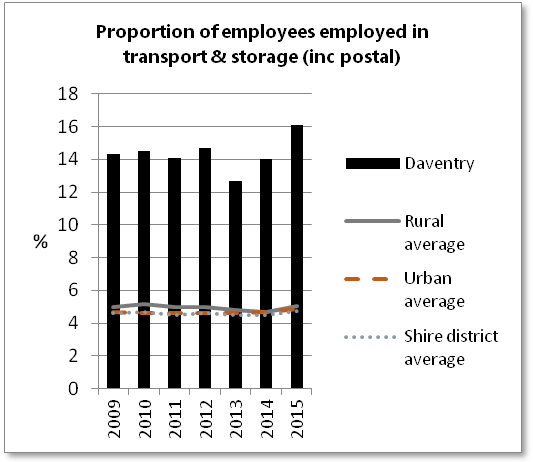 Proportion of employees employed in
transport & storage (inc postal)
18
16
14
12
10
8
6
4
2
0
%
2009
2010
2011
2012
2013
2014
2015
Daventry
Rural
average
Urban
average
Shire district
average